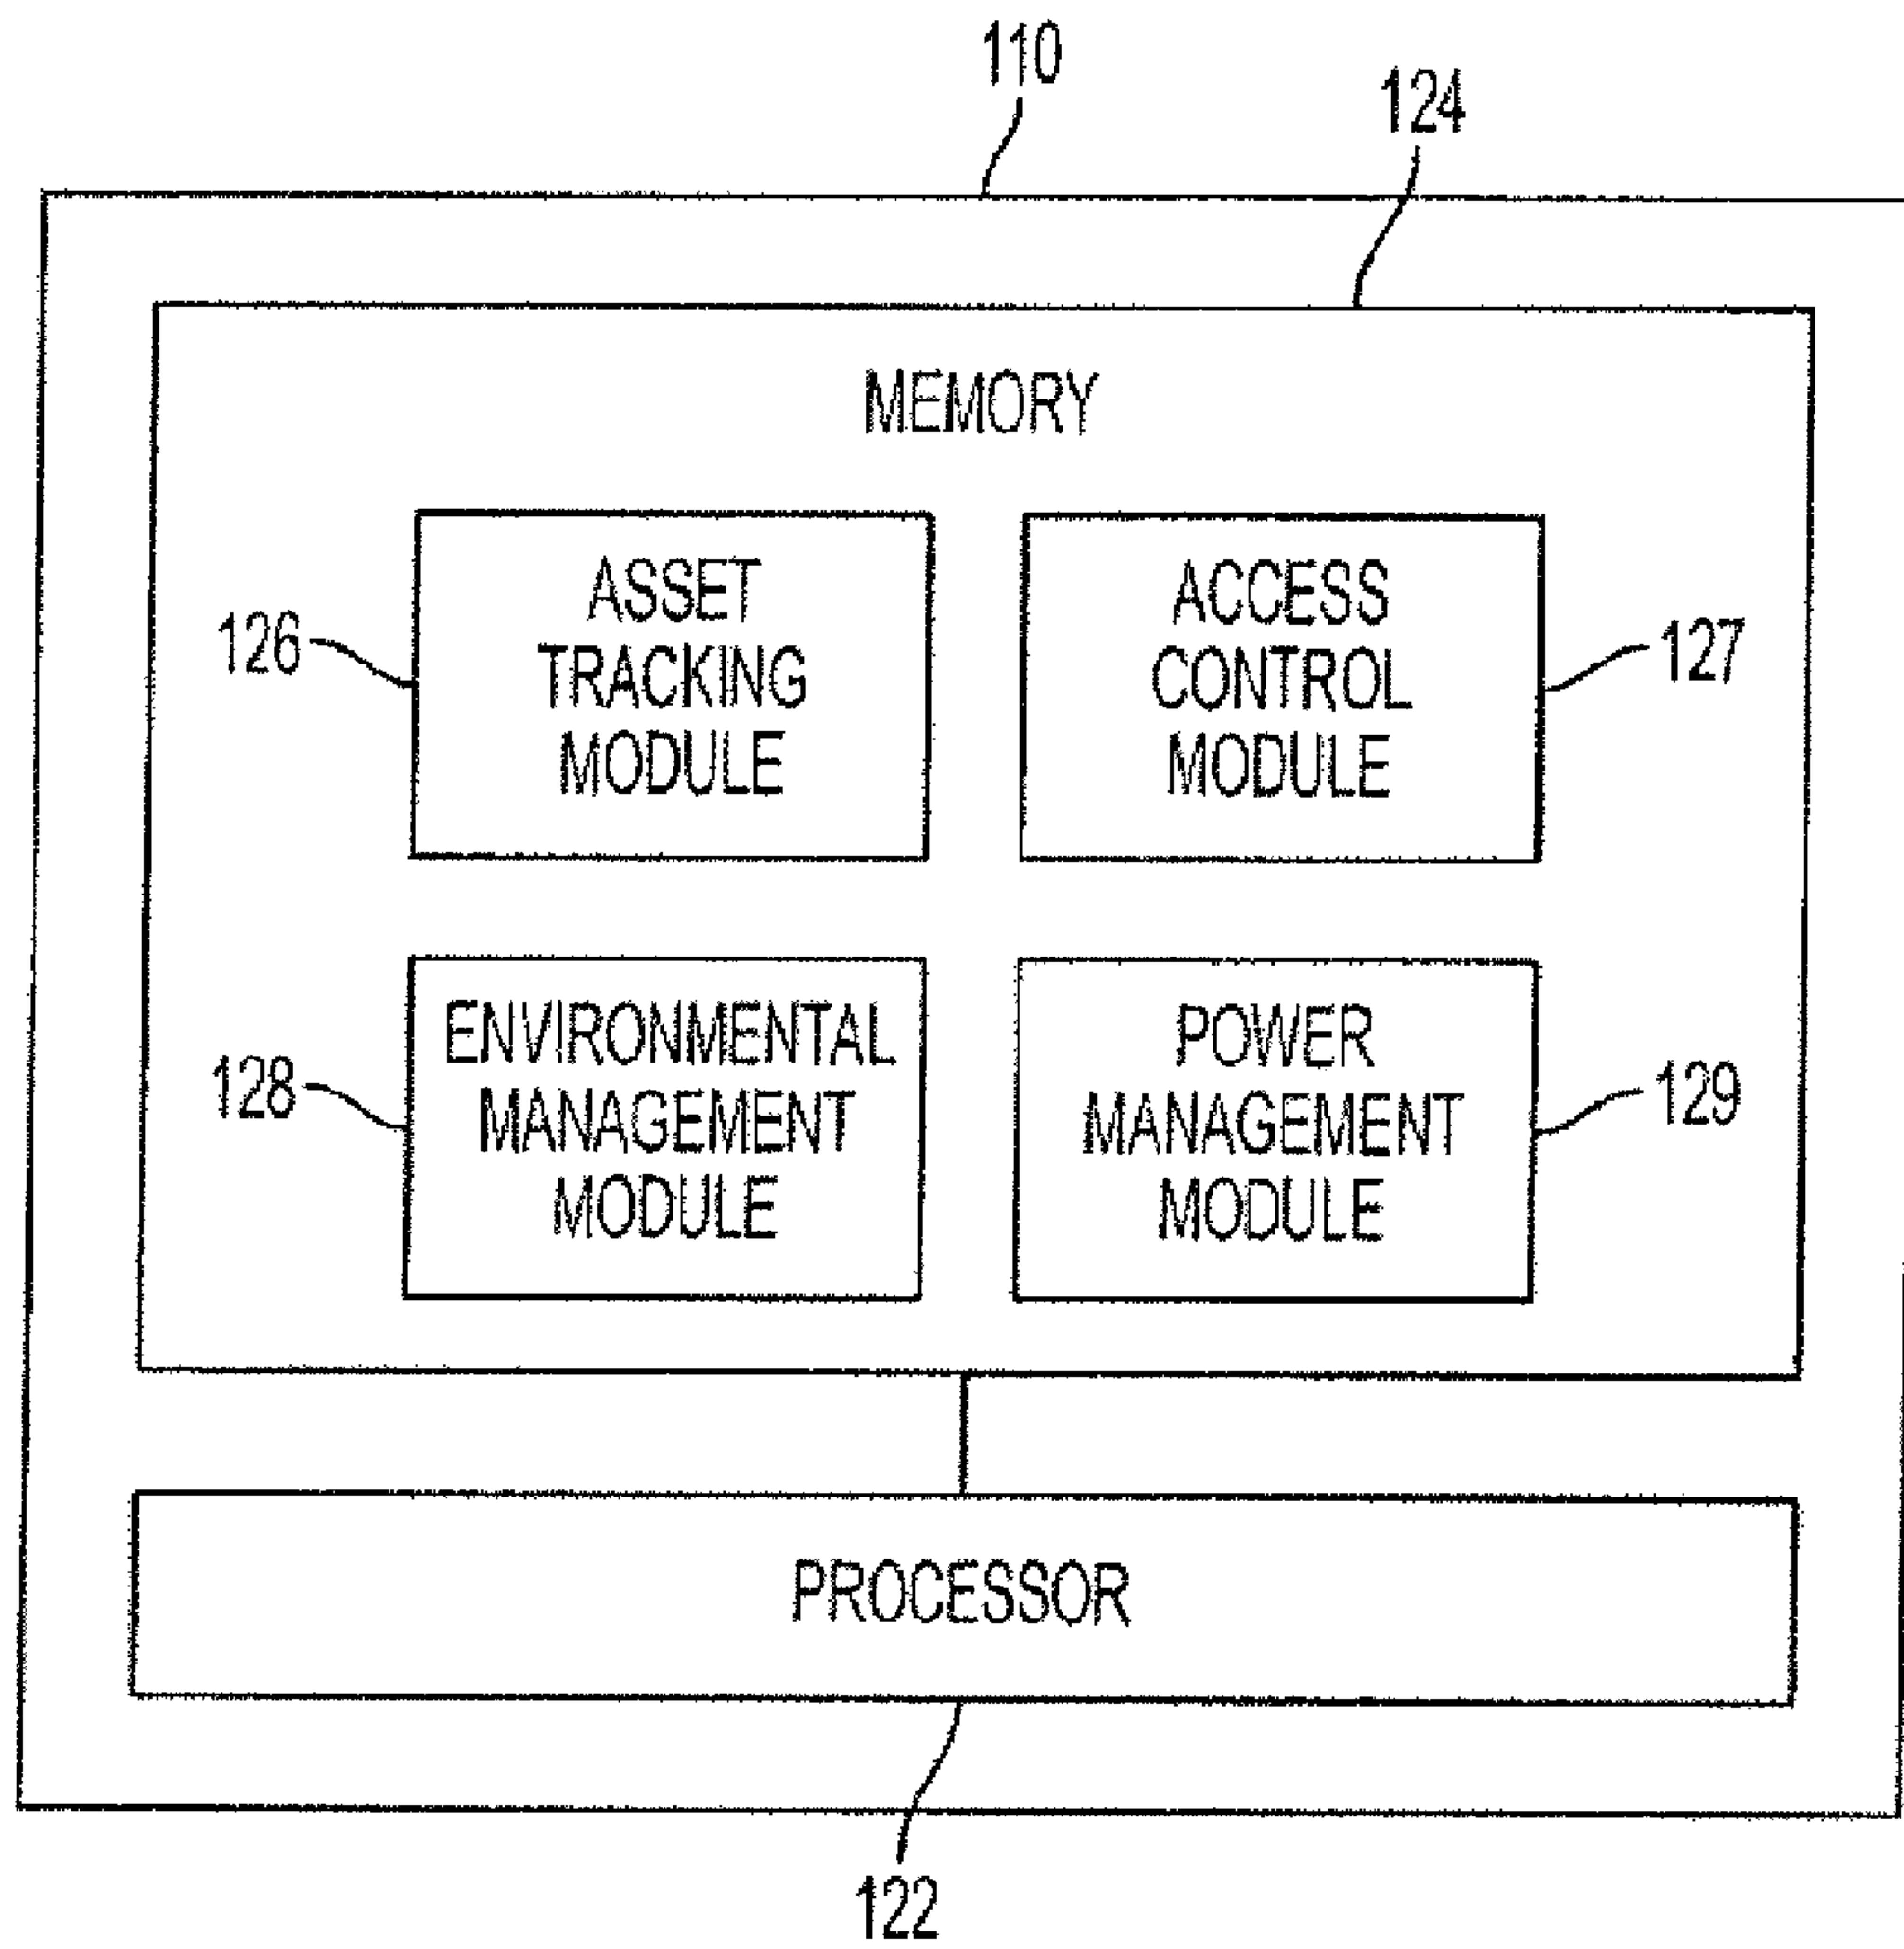 110
124
MEMORY
ASSET
TRACKING
MODULE
126
ACCESS
CONTROL
MODULE
127
ENVIRONMENTAL
MANAGEMENT
MODULE
128
POWER
MANAGEMENT
MODULE
129
PROCESSOR
122